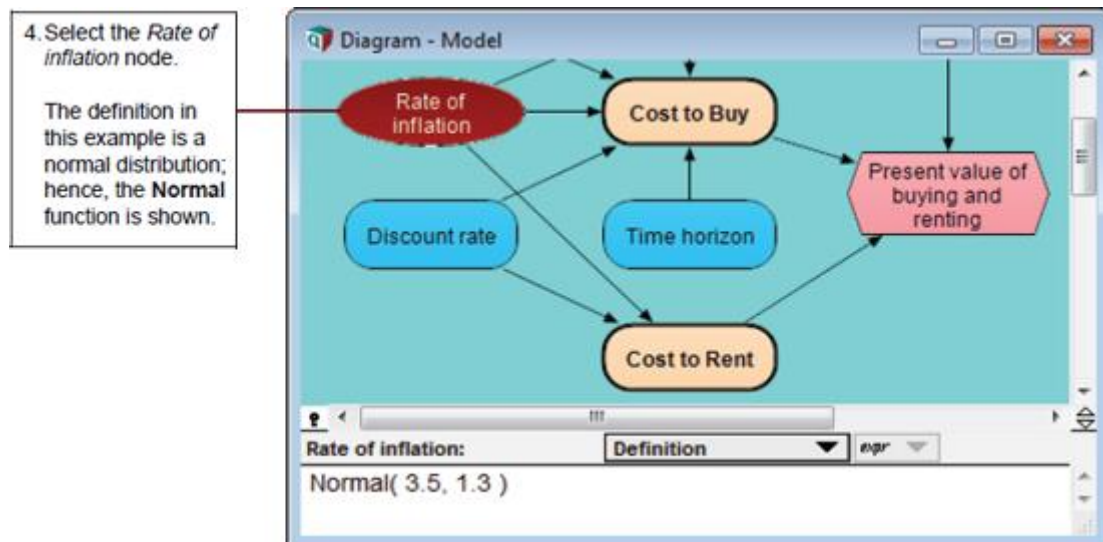 4. Select the Rate of
inflation node.
The definition in
this example is a
normal distribution;
hence, the Normal
function is shown.
Diagram - Model
Rate of
inflation
Cost to Buy
Present value of
buying and
renting
Discount rate
Time horizon
Cost to Rent
Rate of inflation:
Definition
expr
Normal( 3.5, 1.3 )